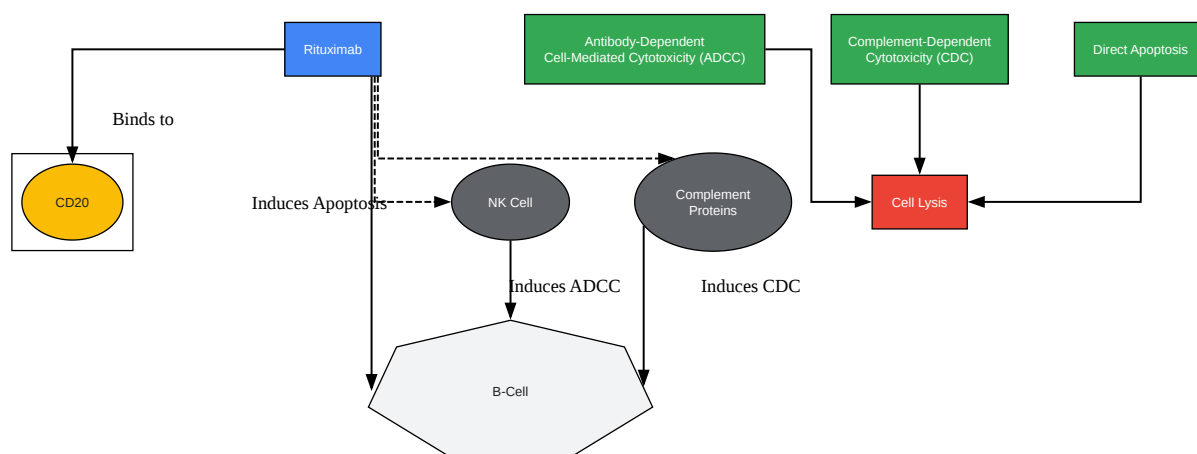 Rituximab
Antibody-Dependent
Cell-Mediated Cytotoxicity (ADCC)
Complement-Dependent
Cytotoxicity (CDC)
Direct Apoptosis
Binds to
CD20
Induces Apoptosis
NK Cell
Complement
Proteins
Cell Lysis
Induces ADCC
Induces CDC
B-Cell